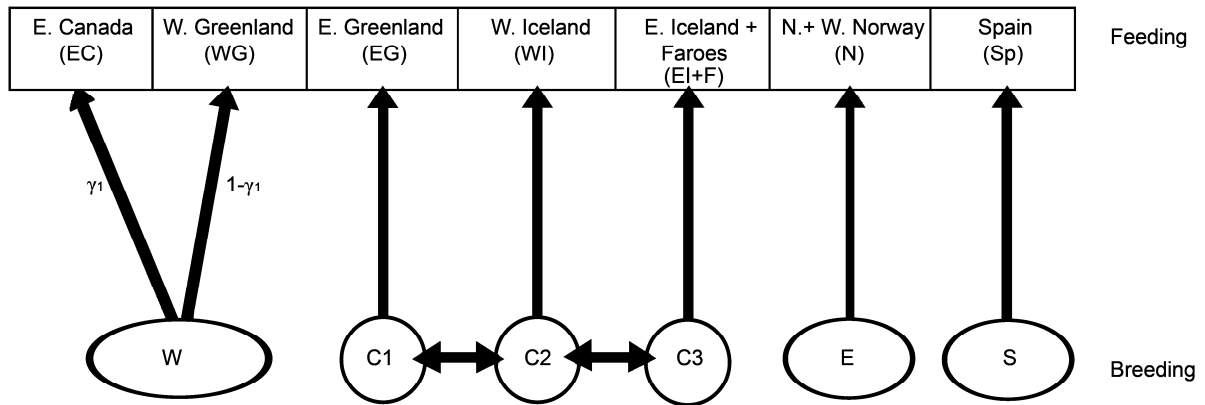 E. Canada
(EC)
W. Greenland
(WG)
E. Greenland
(EG)
W. Iceland
(WI)
E. Iceland +
Faroes
(EI+F)
N.+ W. Norway
(N)
Spain
(Sp)
Feeding
γ1
1-γ1
W
C1
C2
C3
E
S
Breeding